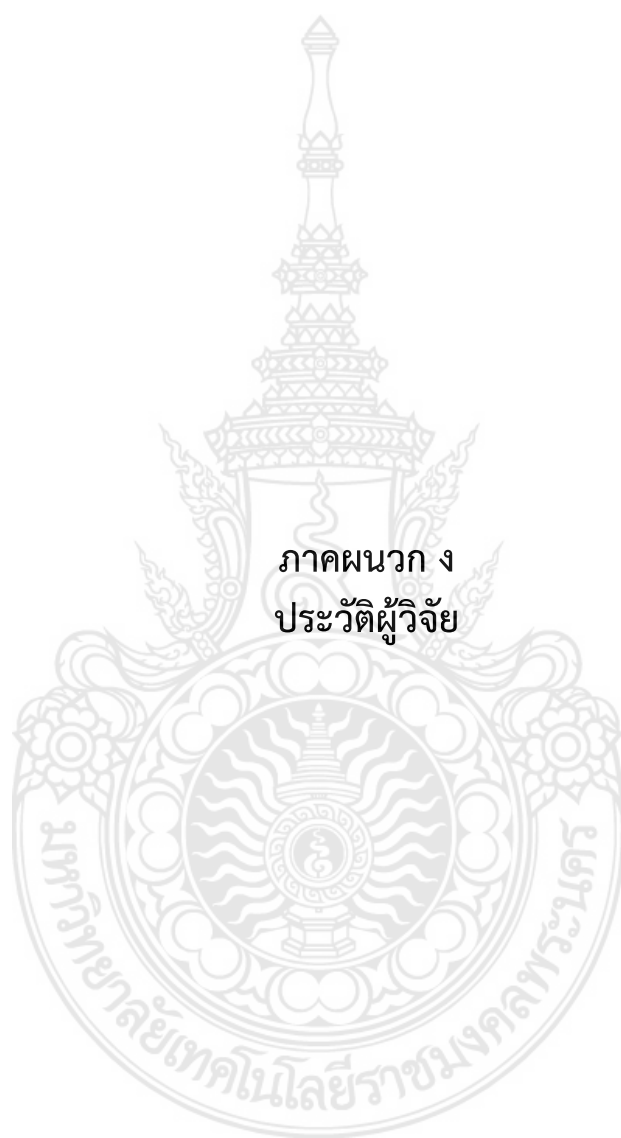 ภาคผนวก ง
ประวัติผู้วิจัย
มหาวิทยาลัยเทคโนโลยีราชมงคลพระนคร